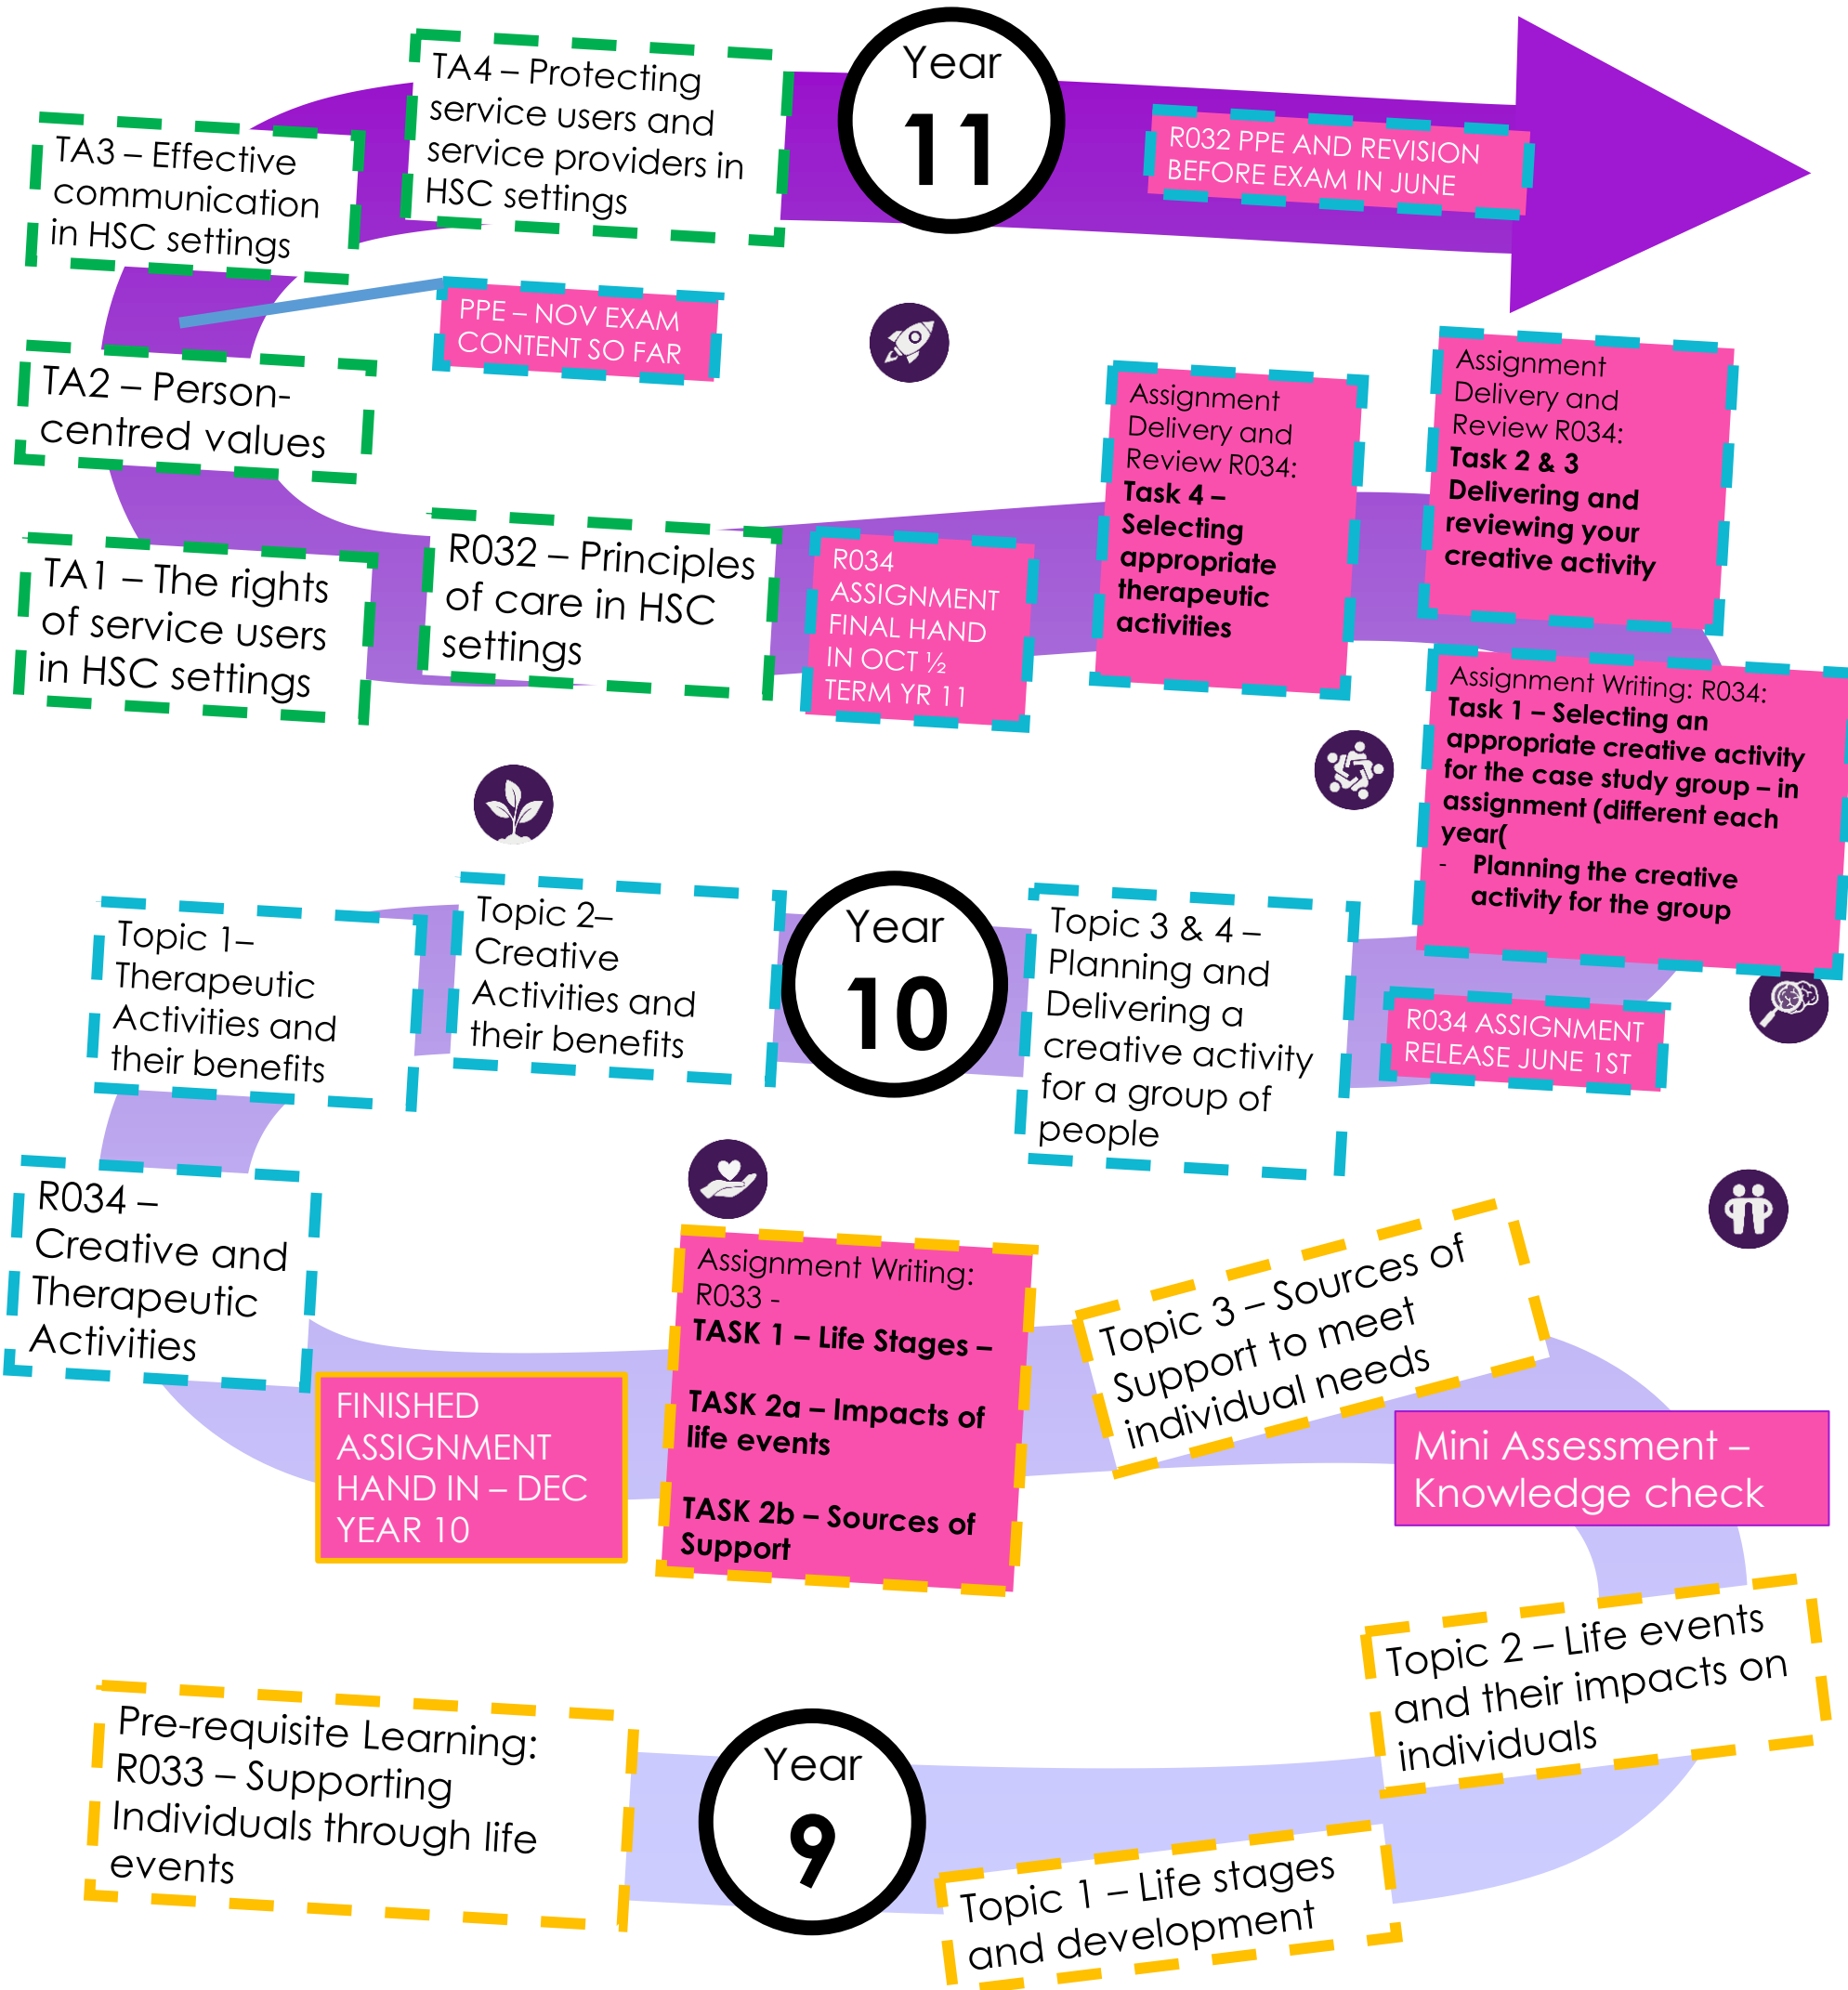 TA4 – Protecting
service users and
service providers in
HSC settings
Year
11
R032 PPE AND REVISION
BEFORE EXAM IN JUNE
TA3 – Effective
communication
in HSC settings
PPE – NOV EXAM
CONTENT SO FAR
TA2 – Person-
centred values
TA1 – The rights
of service users
in HSC settings
R032 – Principles
of care in HSC
settings
R034
ASSIGNMENT
FINAL HAND
IN OCT ½
TERM YR 11
Assignment
Delivery and
Review R034:
Task 4 –
Selecting
appropriate
therapeutic
activities
Assignment
Delivery and
Review R034:
Task 2 & 3
Delivering and
reviewing your
creative activity
Assignment Writing: R034:
Task 1 – Selecting an
appropriate creative activity
for the case study group – in
assignment (different each
year(
- Planning the creative
activity for the group
Topic 1–
Therapeutic
Activities and
their benefits
Topic 2–
Creative
Activities and
their benefits
Year
10
Topic 3 & 4 –
Planning and
Delivering a
creative activity
for a group of
people
R034 ASSIGNMENT
RELEASE JUNE 1ST
R034 –
Creative and
Therapeutic
Activities
FINISHED
ASSIGNMENT
HAND IN – DEC
YEAR 10
Assignment Writing:
R033 -
TASK 1 – Life Stages –
TASK 2a – Impacts of
life events
TASK 2b – Sources of
Support
Topic 3 – Sources of
Support to meet
individual needs
Mini Assessment –
Knowledge check
Topic 2 – Life events
and their impacts on
individuals
Pre-requisite Learning:
R033 – Supporting
Individuals through life
events
Year
9
Topic 1 – Life stages
and development